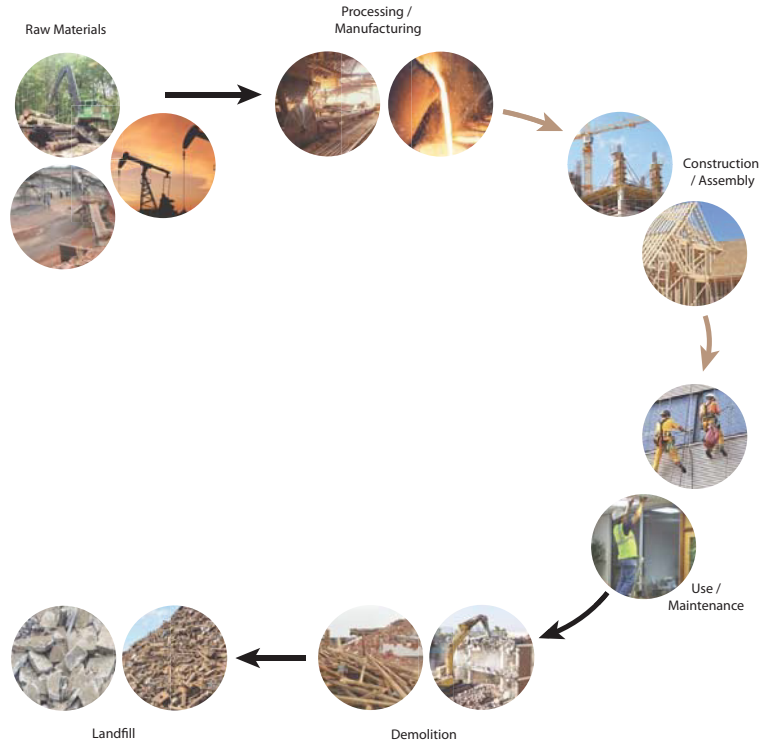 Raw Materials
Processing /
Manufacturing
Construction
/ Assembly
Use /
Maintenance
Demolition
Landfill